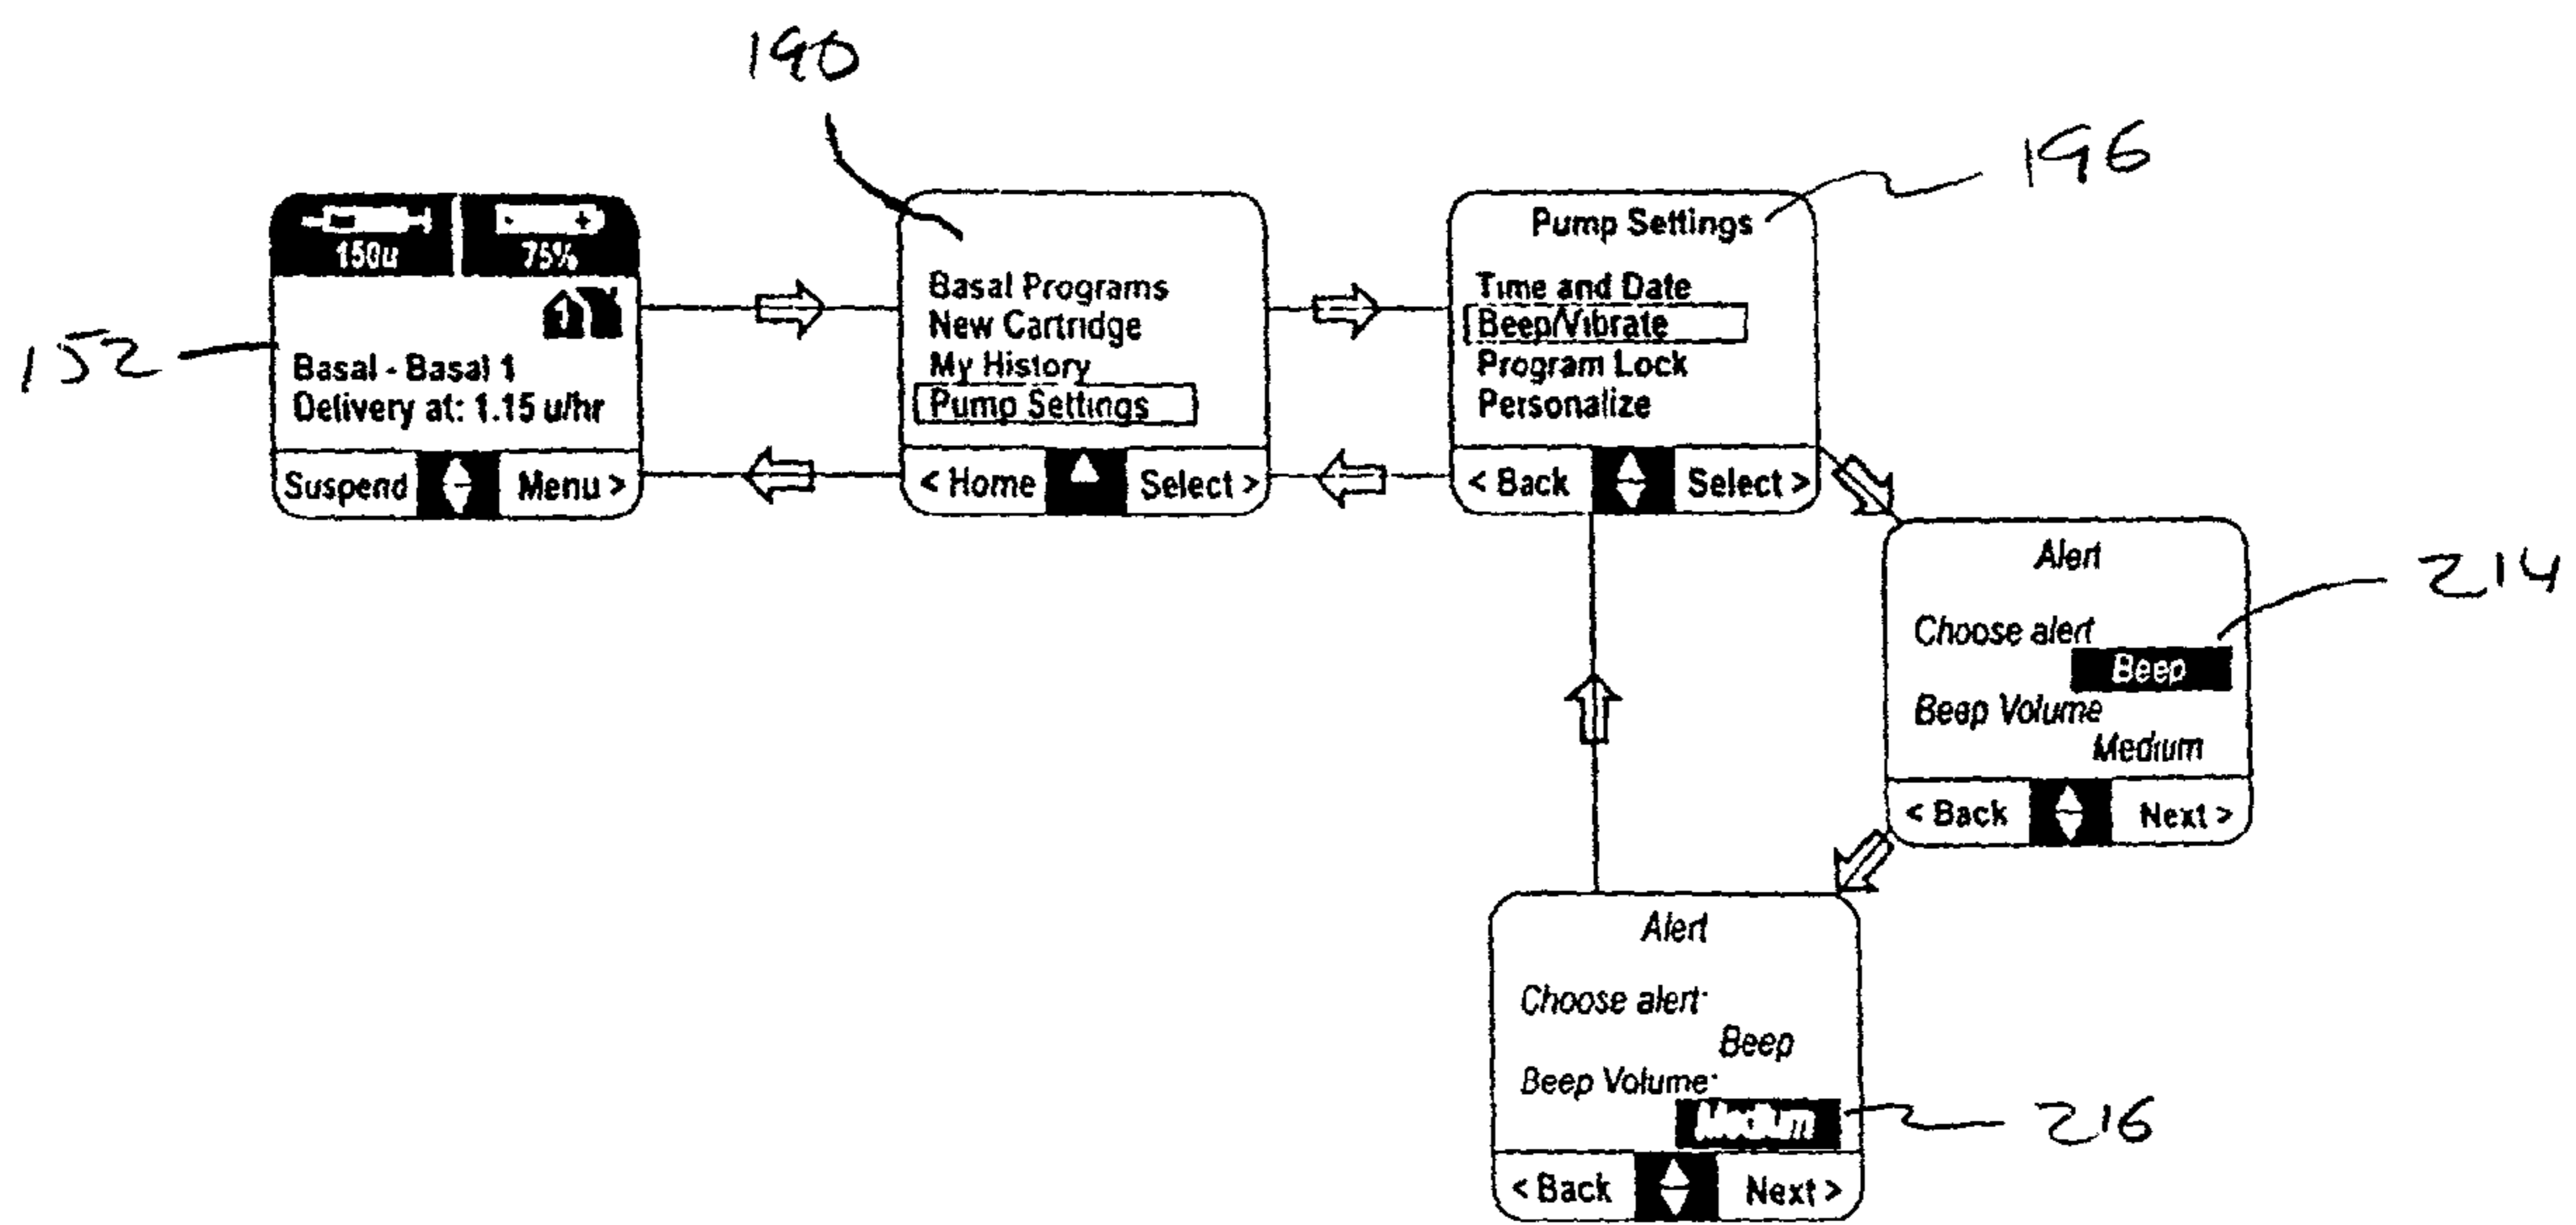 190
196
150u
75%
Basal - Basal 1
Delivery at: 1.15 u/hr
Suspend
Menu >
152
Basal Programs
New Cartridge
My History
Pump Settings
< Home
Select >
Pump Settings
Time and Date
Beep/Vibrate
Program Lock
Personalize
< Back
Select >
Alert
Choose alert
Beep
Beep Volume
Medium
< Back
Next >
214
Alert
Choose alert:
Beep
Beep Volume:
Medium
< Back
Next >
216